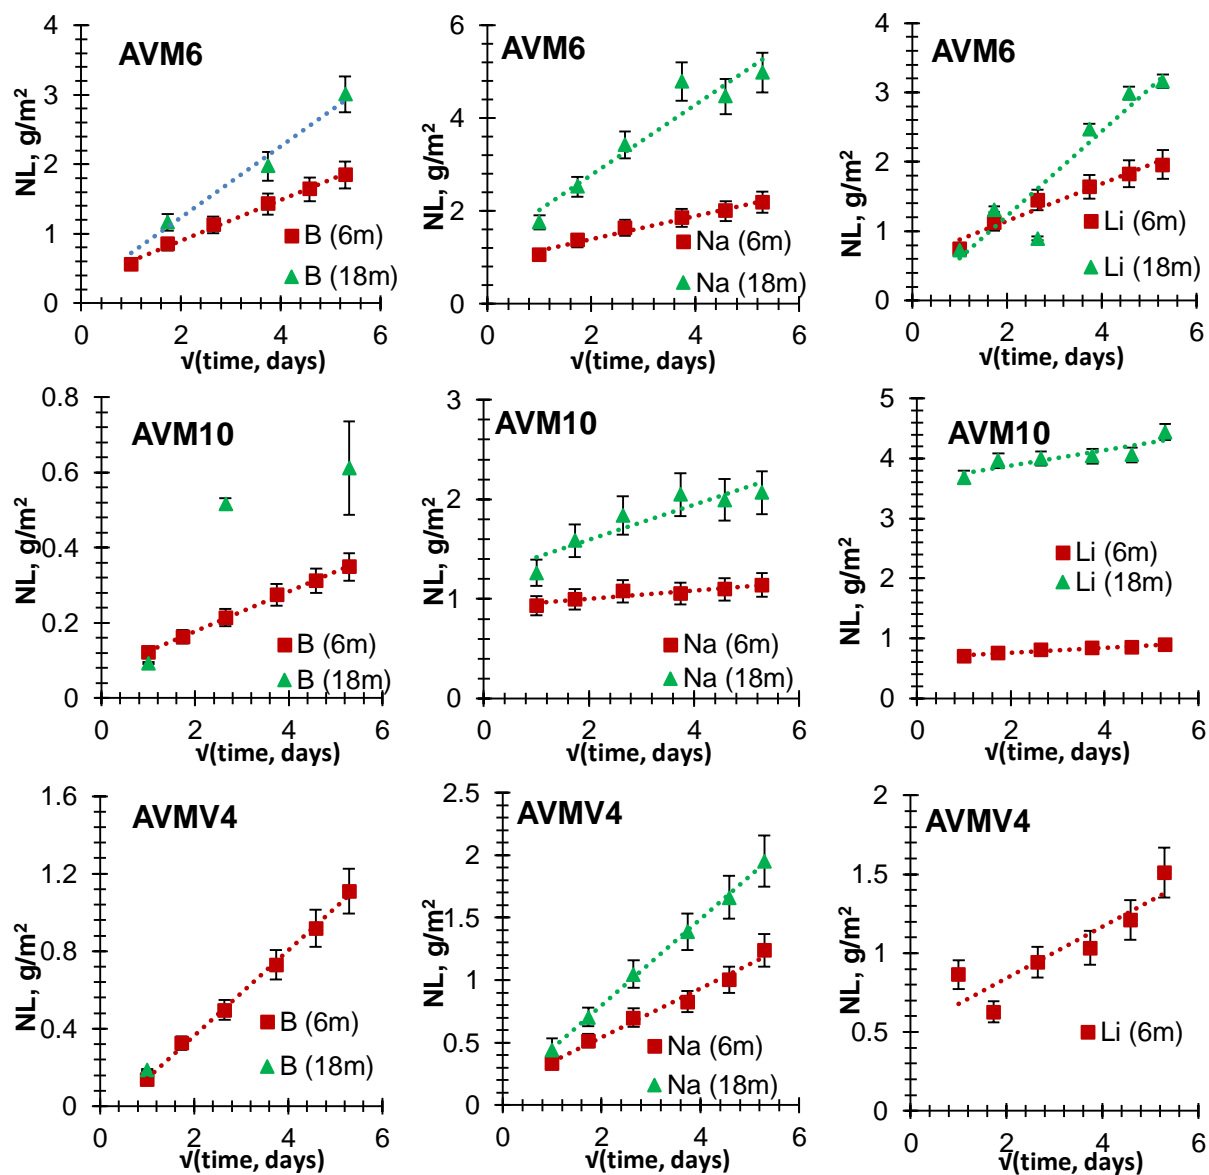 AVM6
NL, g/m²
4
3
2
1
0
B (6m)
B (18m)
0 2 4 6
√(time, days)
AVM6
NL, g/m²
6
4
2
0
Na (6m)
Na (18m)
0 2 4 6
√(time, days)
AVM6
NL, g/m²
4
3
2
1
0
Li (6m)
Li (18m)
0 2 4 6
√(time, days)
AVM10
NL, g/m²
0.8
0.6
0.4
0.2
0
B (6m)
B (18m)
0 2 4 6
√(time, days)
AVM10
NL, g/m²
3
2
1
0
Na (6m)
Na (18m)
0 2 4 6
√(time, days)
AVM10
NL, g/m²
5
4
3
2
1
0
Li (6m)
Li (18m)
0 2 4 6
√(time, days)
AVMV4
NL, g/m²
1.6
1.2
0.8
0.4
0
B (6m)
B (18m)
0 2 4 6
√(time, days)
AVMV4
NL, g/m²
2.5
2
1.5
1
0.5
0
Na (6m)
Na (18m)
0 2 4 6
√(time, days)
AVMV4
NL, g/m²
2
1.5
1
0.5
0
Li (6m)
0 2 4 6
√(time, days)